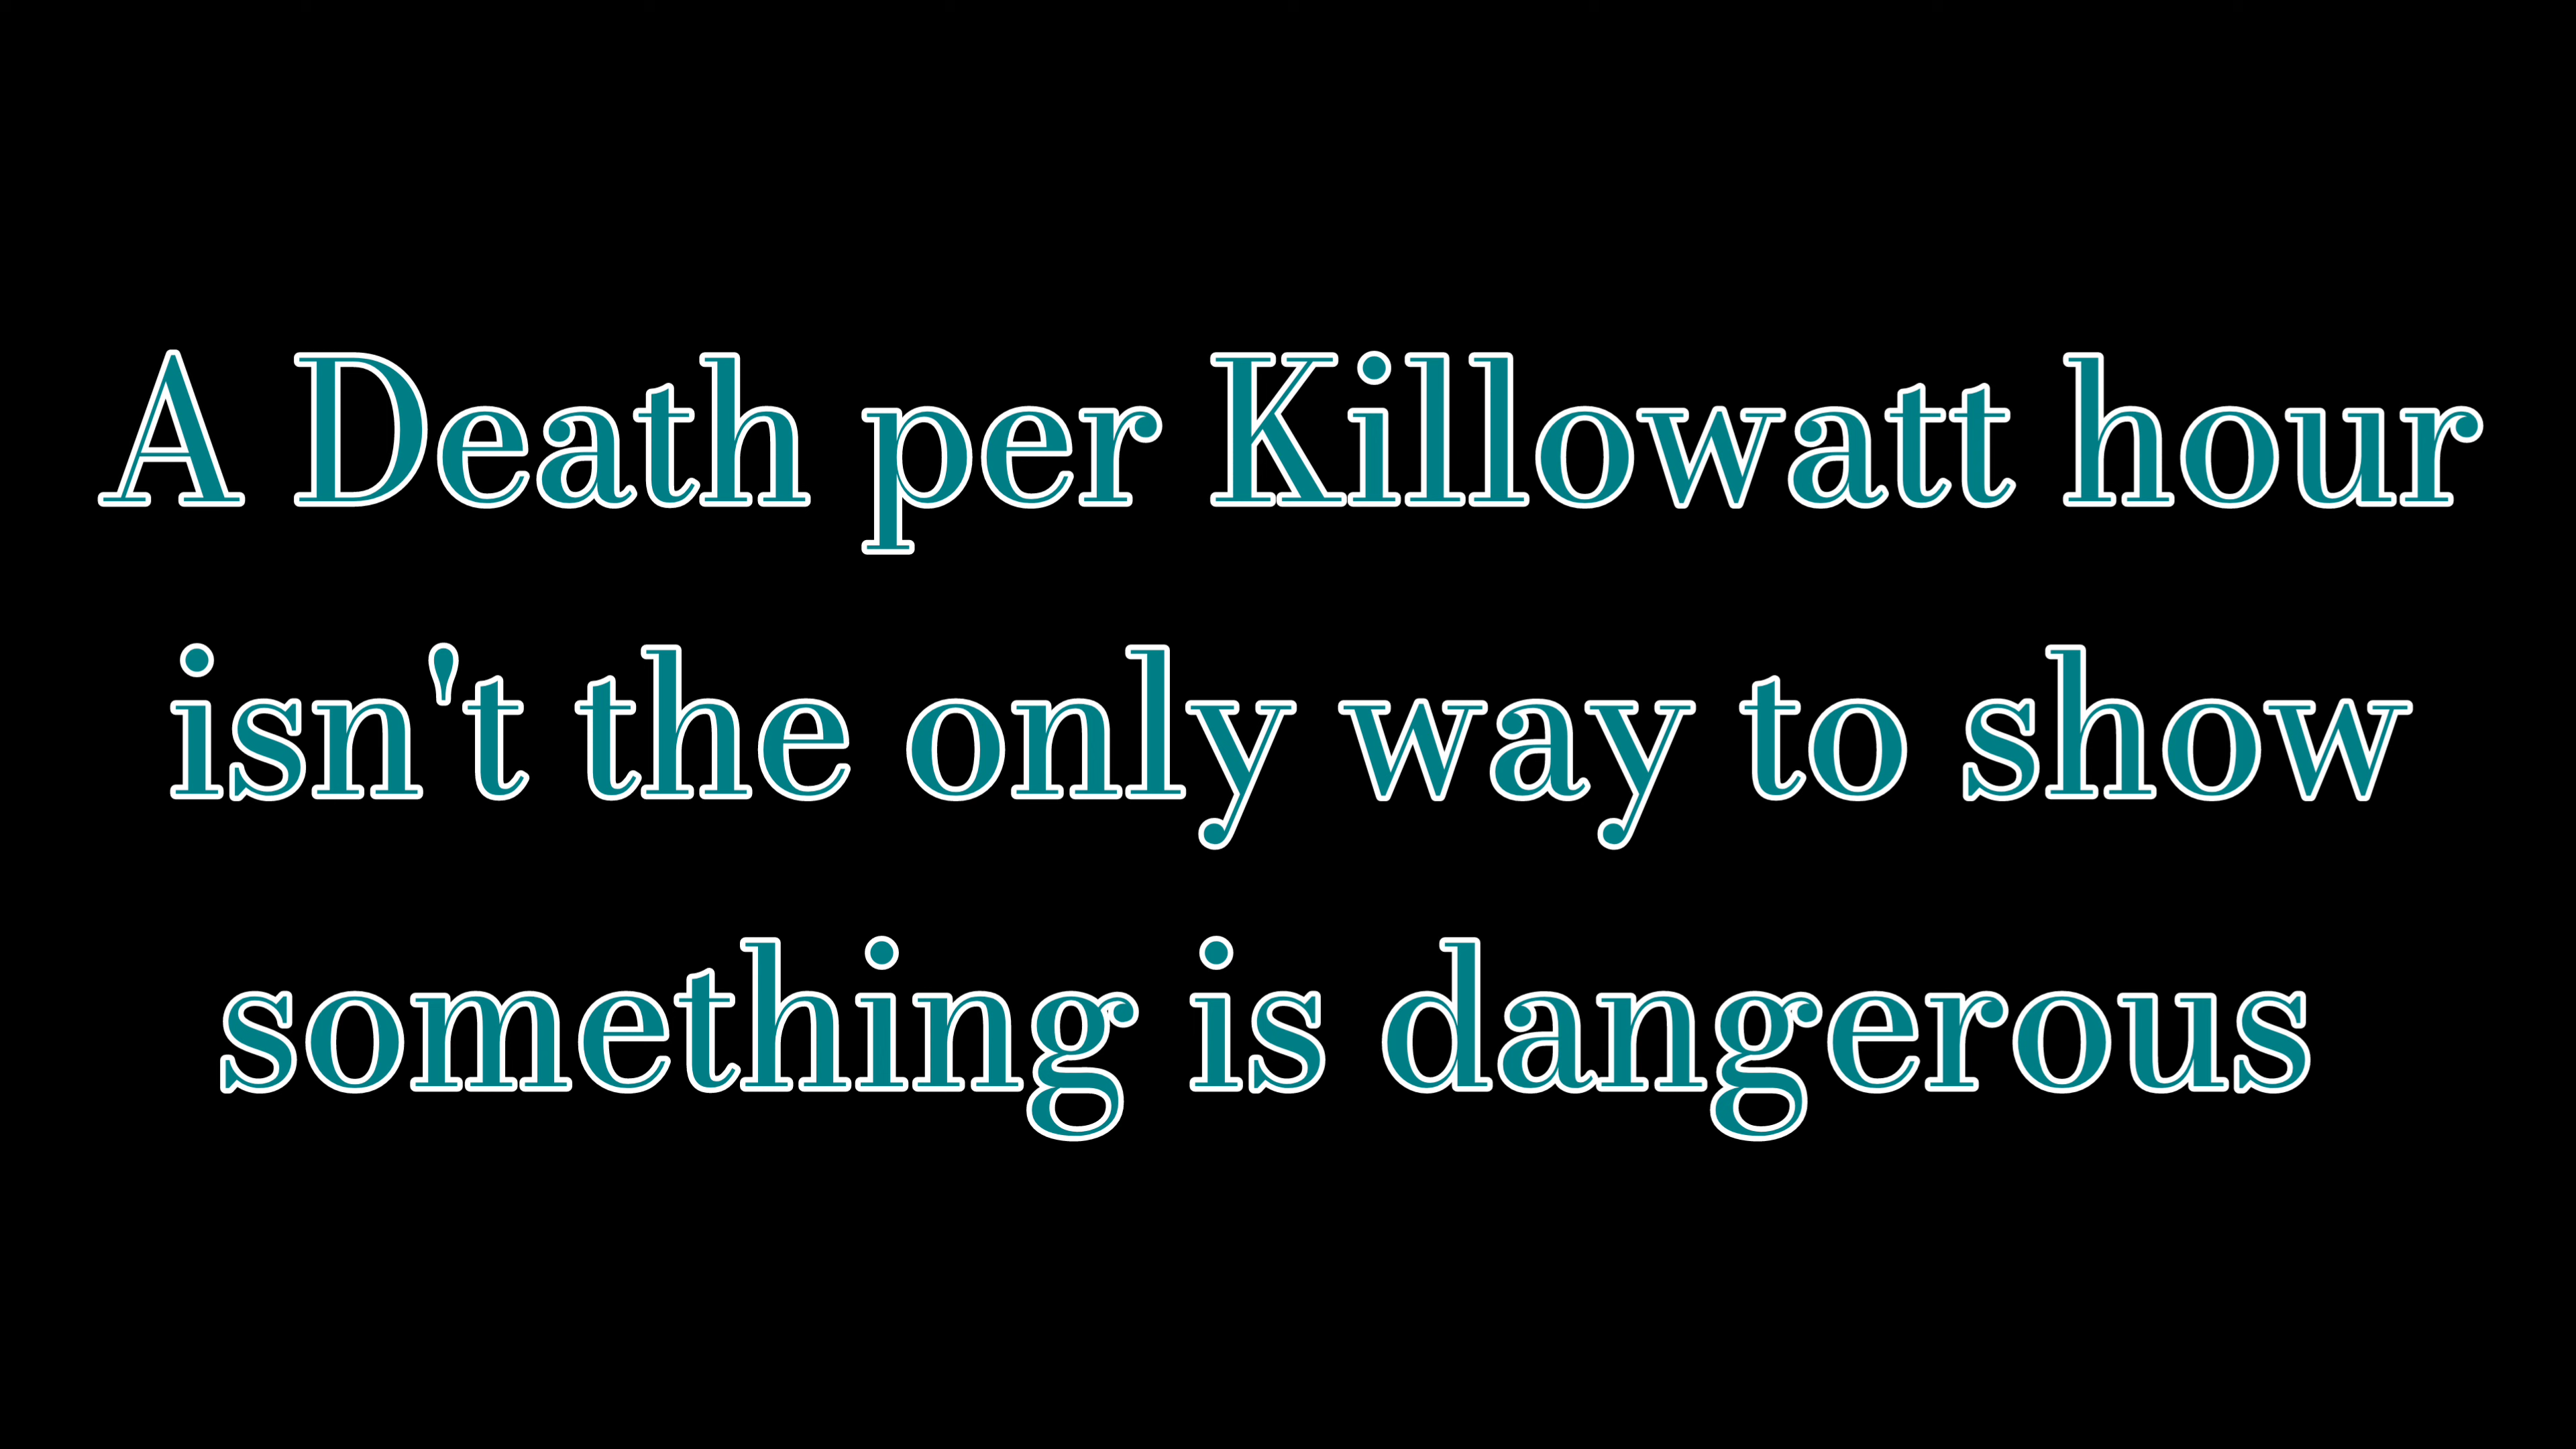 A Death per Killowatt hour
isn't the only way to show
something is dangerous